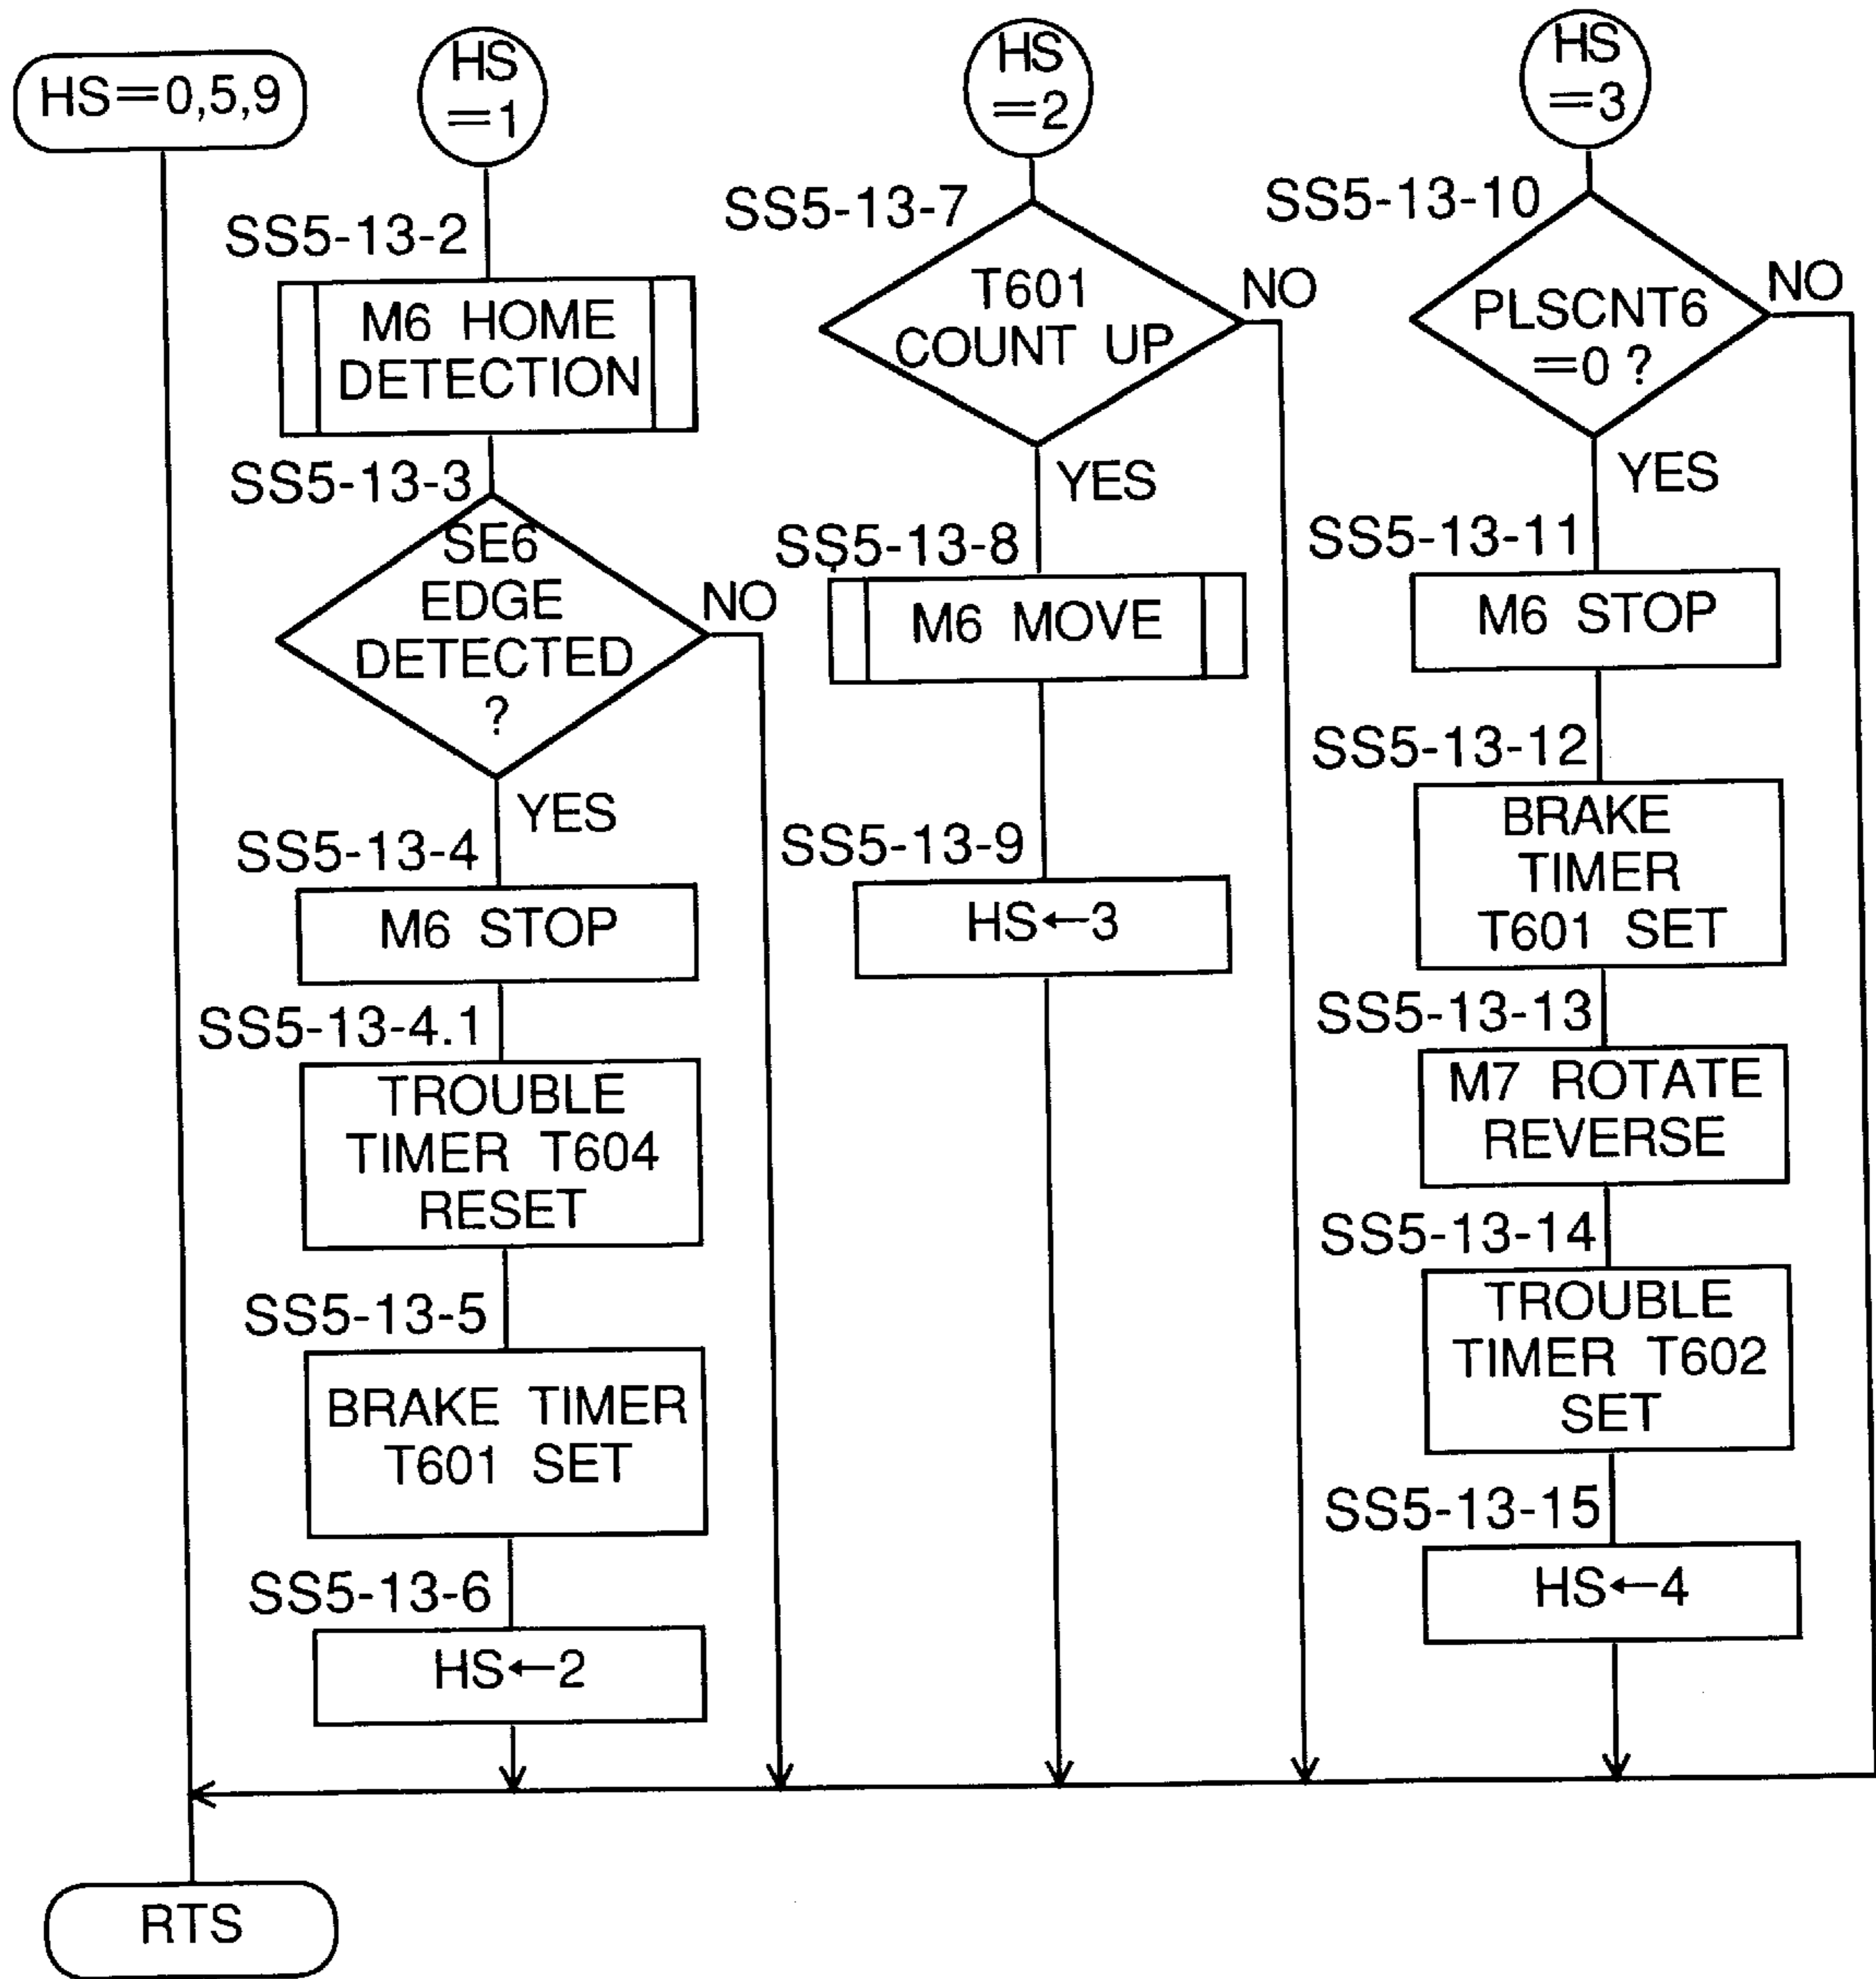 HS=0,5,9
HS
=1
SS5-13-2
M6 HOME
DETECTION
SS5-13-3
SE6
EDGE
DETECTED
?
NO
YES
SS5-13-4
M6 STOP
SS5-13-4.1
TROUBLE
TIMER T604
RESET
SS5-13-5
BRAKE TIMER
T601 SET
SS5-13-6
HS←2
HS
=2
SS5-13-7
T601
COUNT UP
NO
YES
SS5-13-8
M6 MOVE
SS5-13-9
HS←3
HS
=3
SS5-13-10
PLSCNT6
=0 ?
NO
YES
SS5-13-11
M6 STOP
SS5-13-12
BRAKE
TIMER
T601 SET
SS5-13-13
M7 ROTATE
REVERSE
SS5-13-14
TROUBLE
TIMER T602
SET
SS5-13-15
HS←4
RTS